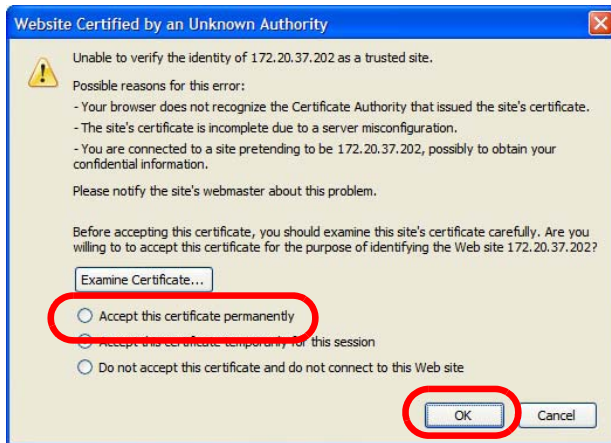 Website Certified by an Unknown Authority
Unable to verify the identity of 172.20.37.202 as a trusted site.
Possible reasons for this error:
- Your browser does not recognize the Certificate Authority that issued the site's certificate.
- The site's certificate is incomplete due to a server misconfiguration.
- You are connected to a site pretending to be 172.20.37.202, possibly to obtain your
confidential information.
Please notify the site's webmaster about this problem.
Before accepting this certificate, you should examine this site's certificate carefully. Are you
willing to to accept this certificate for the purpose of identifying the Web site 172.20.37.202?
Examine Certificate...
Accept this certificate permanently
Accept this certificate temporarily for this session
Do not accept this certificate and do not connect to this Web site
OK
Cancel